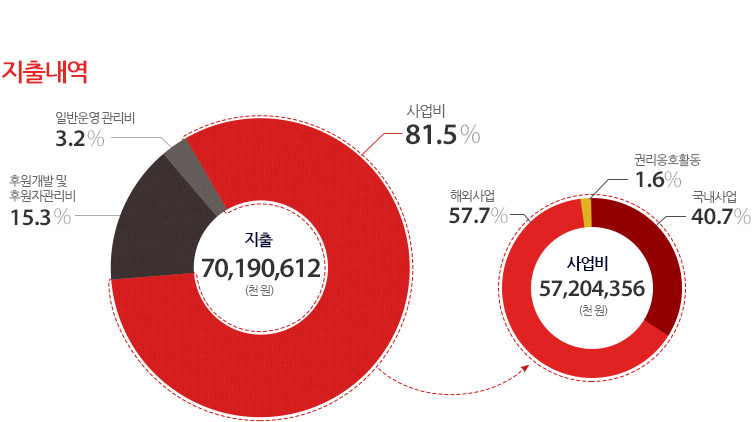 지출내역
일반운영 관리비
3.2%
후원개발 및
후원자관리비
15.3%
사업비
81.5%
지출
70,190,612
(천 원)
권리옹호활동
1.6%
해외사업
57.7%
국내사업
40.7%
사업비
57,204,356
(천 원)